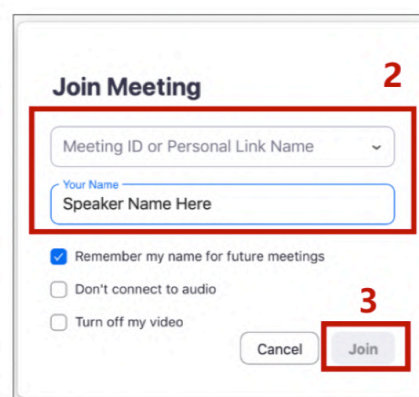 2
Join Meeting
Meeting ID or Personal Link Name
Your Name
Speaker Name Here
Remember my name for future meetings
Don't connect to audio
3
Turn off my video
Cancel Join